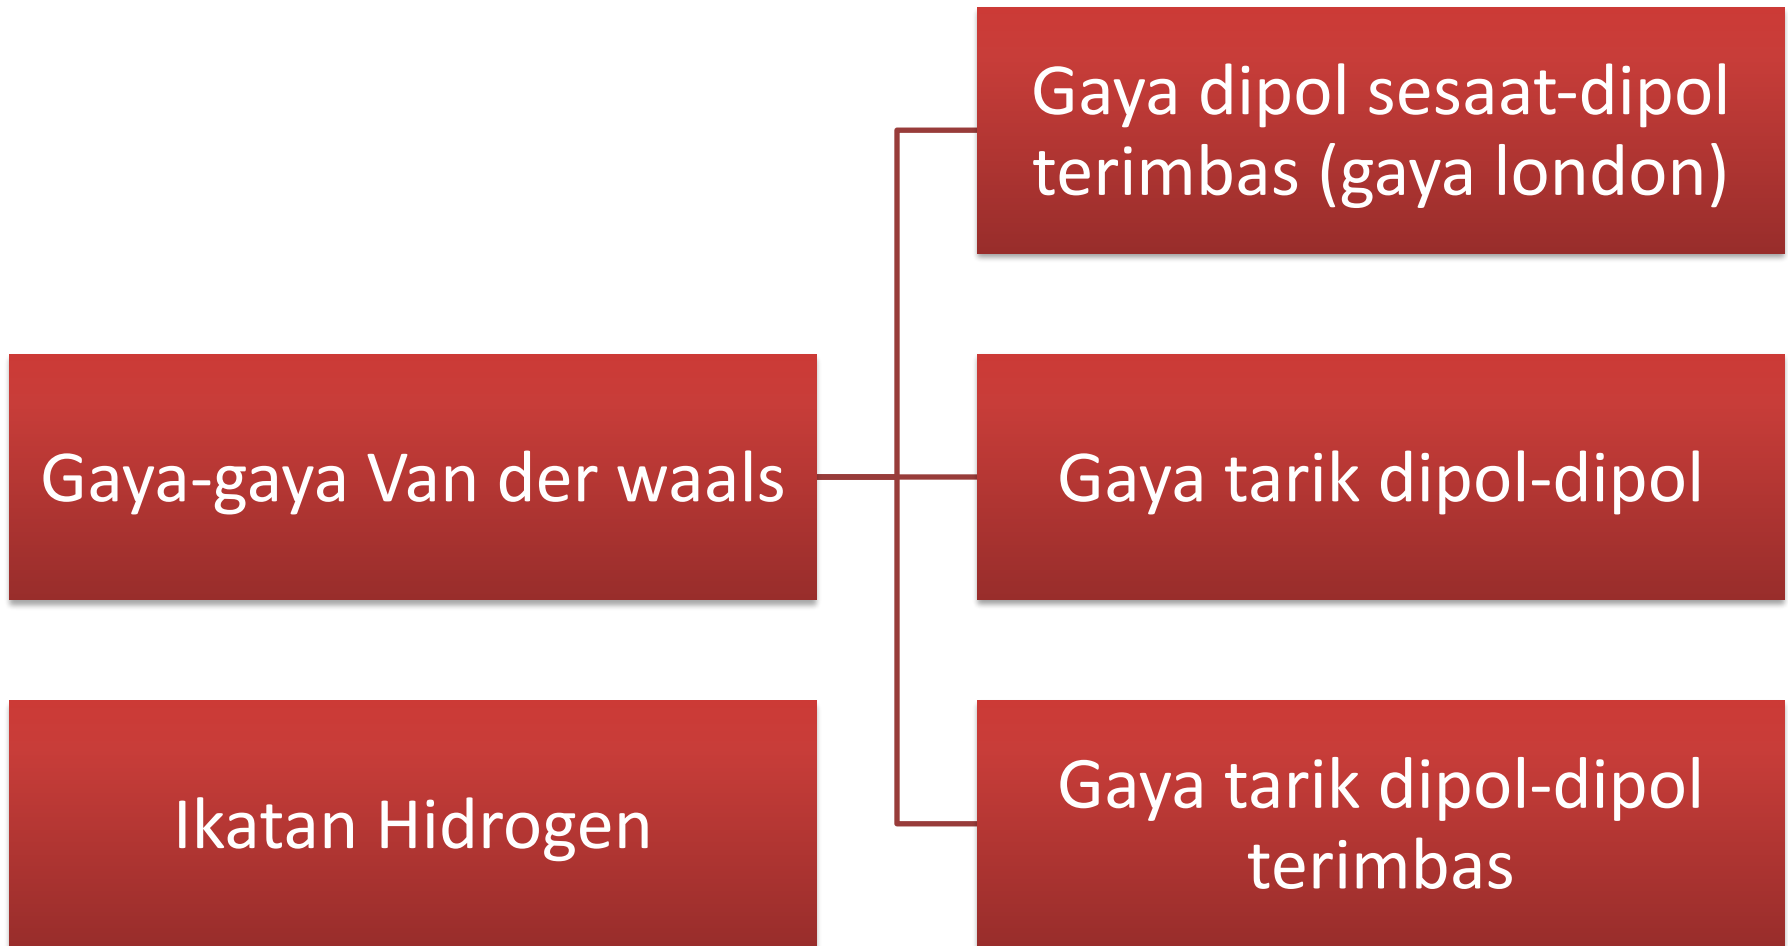 Gaya dipol sesaat-dipol
terimbas (gaya london)
Gaya-gaya Van der waals
Gaya tarik dipol-dipol
Ikatan Hidrogen
Gaya tarik dipol-dipol
terimbas